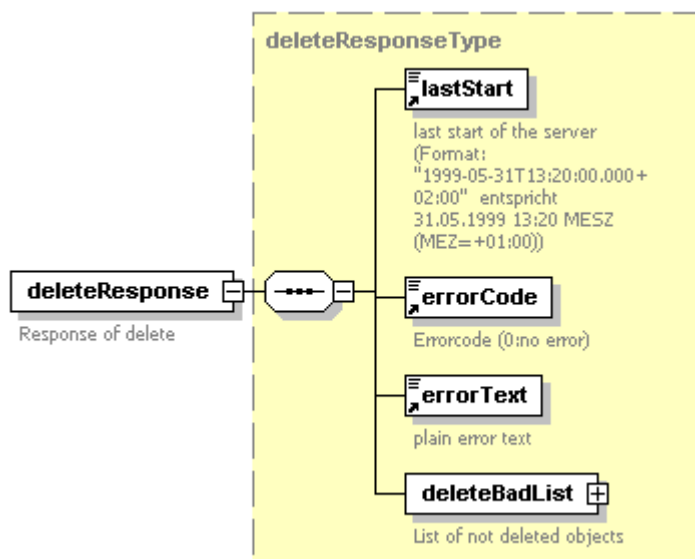 deleteResponseType
lastStart
last start of the server
(Format:
"1999-05-31T13:20:00.000+
02:00" entspricht
31.05.1999 13:20 MESZ
(MEZ=+01:00))
deleteResponse
Response of delete
errorCode
Errorcode (0:no error)
errorText
plain error text
deleteBadList
List of not deleted objects